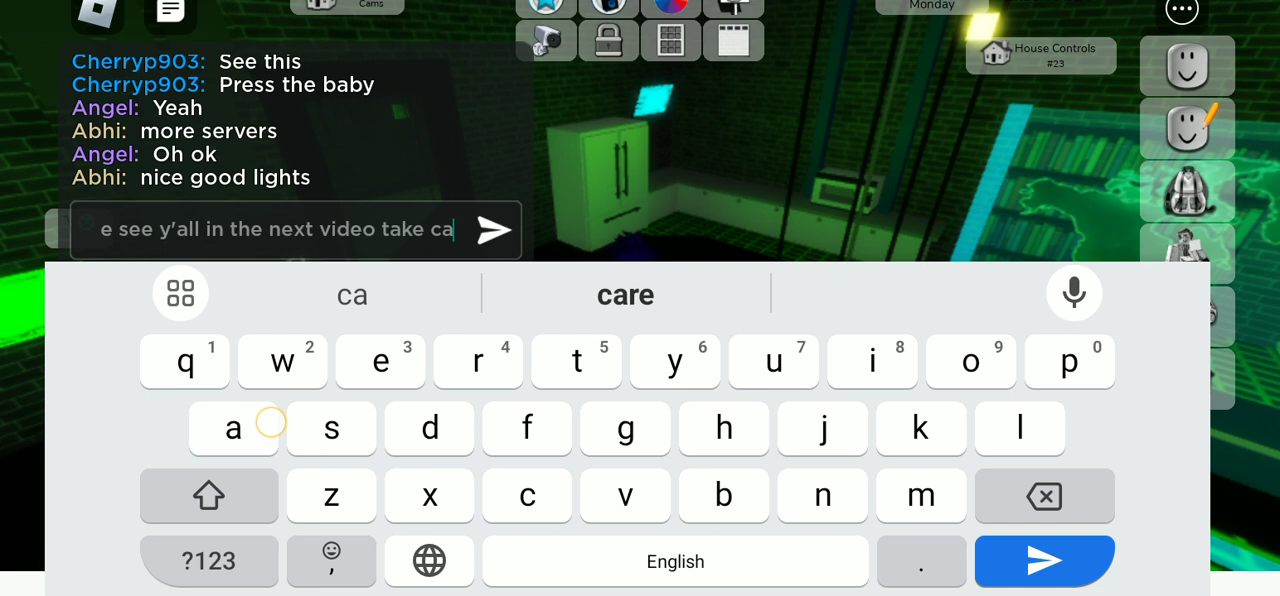 Cams
Monday
House Controls
#23
Cherryp903: See this
Cherryp903: Press the baby
Angel: Yeah
Abhi: more servers
Angel: Oh ok
Abhi: nice good lights
e see y'all in the next video take ca
ca care
q 1 w 2 e 3 r 4 t 5 y 6 u 7 i 8 o 9 p 0
a s d f g h j k l
z x c v b n m
?123 , English .